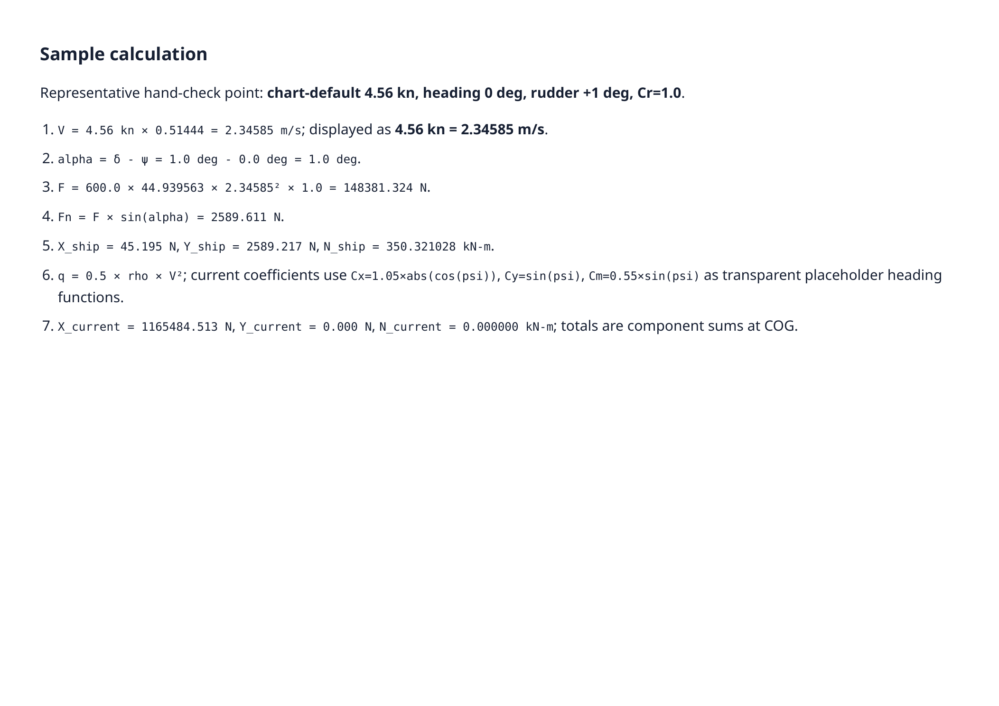 Sample calculation
Representative hand-check point: chart-default 4.56 kn, heading 0 deg, rudder +1 deg, Cr=1.0.
1. V = 4.56 kn × 0.51444 = 2.34585 m/s; displayed as 4.56 kn = 2.34585 m/s.
2. alpha = δ - ψ = 1.0 deg - 0.0 deg = 1.0 deg.
3. F = 600.0 × 44.939563 × 2.34585² × 1.0 = 148381.324 N.
4. Fn = F × sin(alpha) = 2589.611 N.
5. X_ship = 45.195 N, Y_ship = 2589.217 N, N_ship = 350.321028 kN-m.
6. q = 0.5 × rho × V²; current coefficients use Cx=1.05×abs(cos(psi)), Cy=sin(psi), Cm=0.55×sin(psi) as transparent placeholder heading
functions.
7. X_current = 1165484.513 N, Y_current = 0.000 N, N_current = 0.000000 kN-m; totals are component sums at COG.